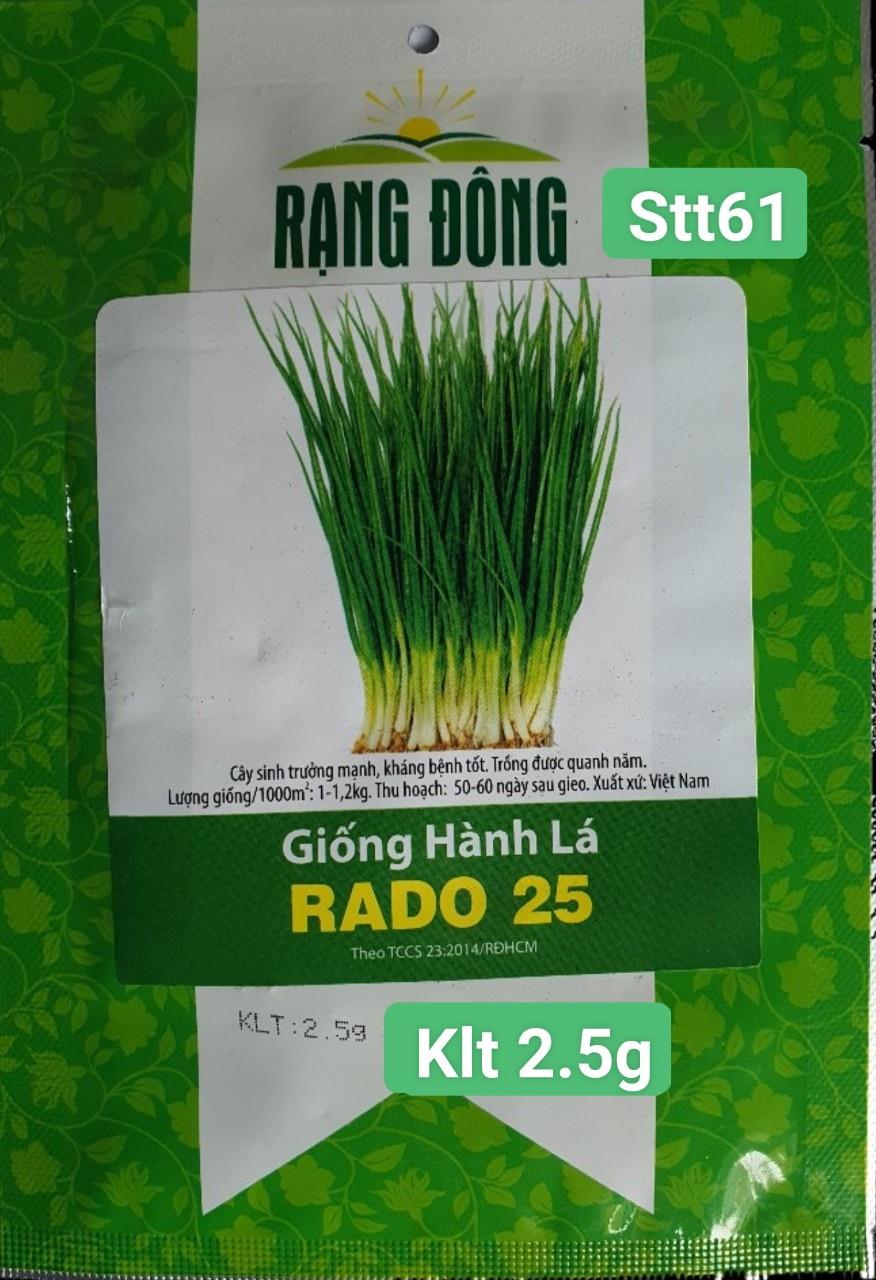 RẠNG ĐÔNG
Stt61
Cây sinh trưởng mạnh, kháng bệnh tốt. Trồng được quanh năm.
Lượng giống/1000m²: 1-1,2kg. Thu hoạch: 50-60 ngày sau gieo. Xuất xứ: Việt Nam
Giống Hành Lá
RADO 25
Theo TCCS 23:2014/RĐHCM
KLT:2.5g
Klt 2.5g